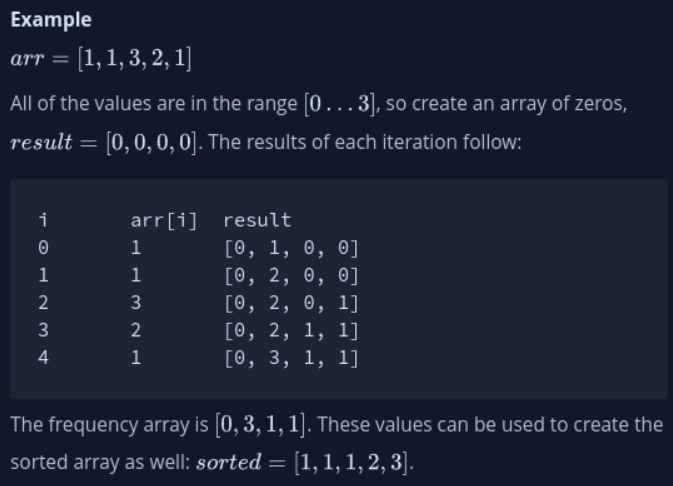 Example
arr = [1, 1, 3, 2, 1]
All of the values are in the range [0 . . . 3], so create an array of zeros,
result = [0, 0, 0, 0]. The results of each iteration follow:
i arr[i] result
0 1 [0, 1, 0, 0]
1 1 [0, 2, 0, 0]
2 3 [0, 2, 0, 1]
3 2 [0, 2, 1, 1]
4 1 [0, 3, 1, 1]
The frequency array is [0, 3, 1, 1]. These values can be used to create the
sorted array as well: sorted = [1, 1, 1, 2, 3].